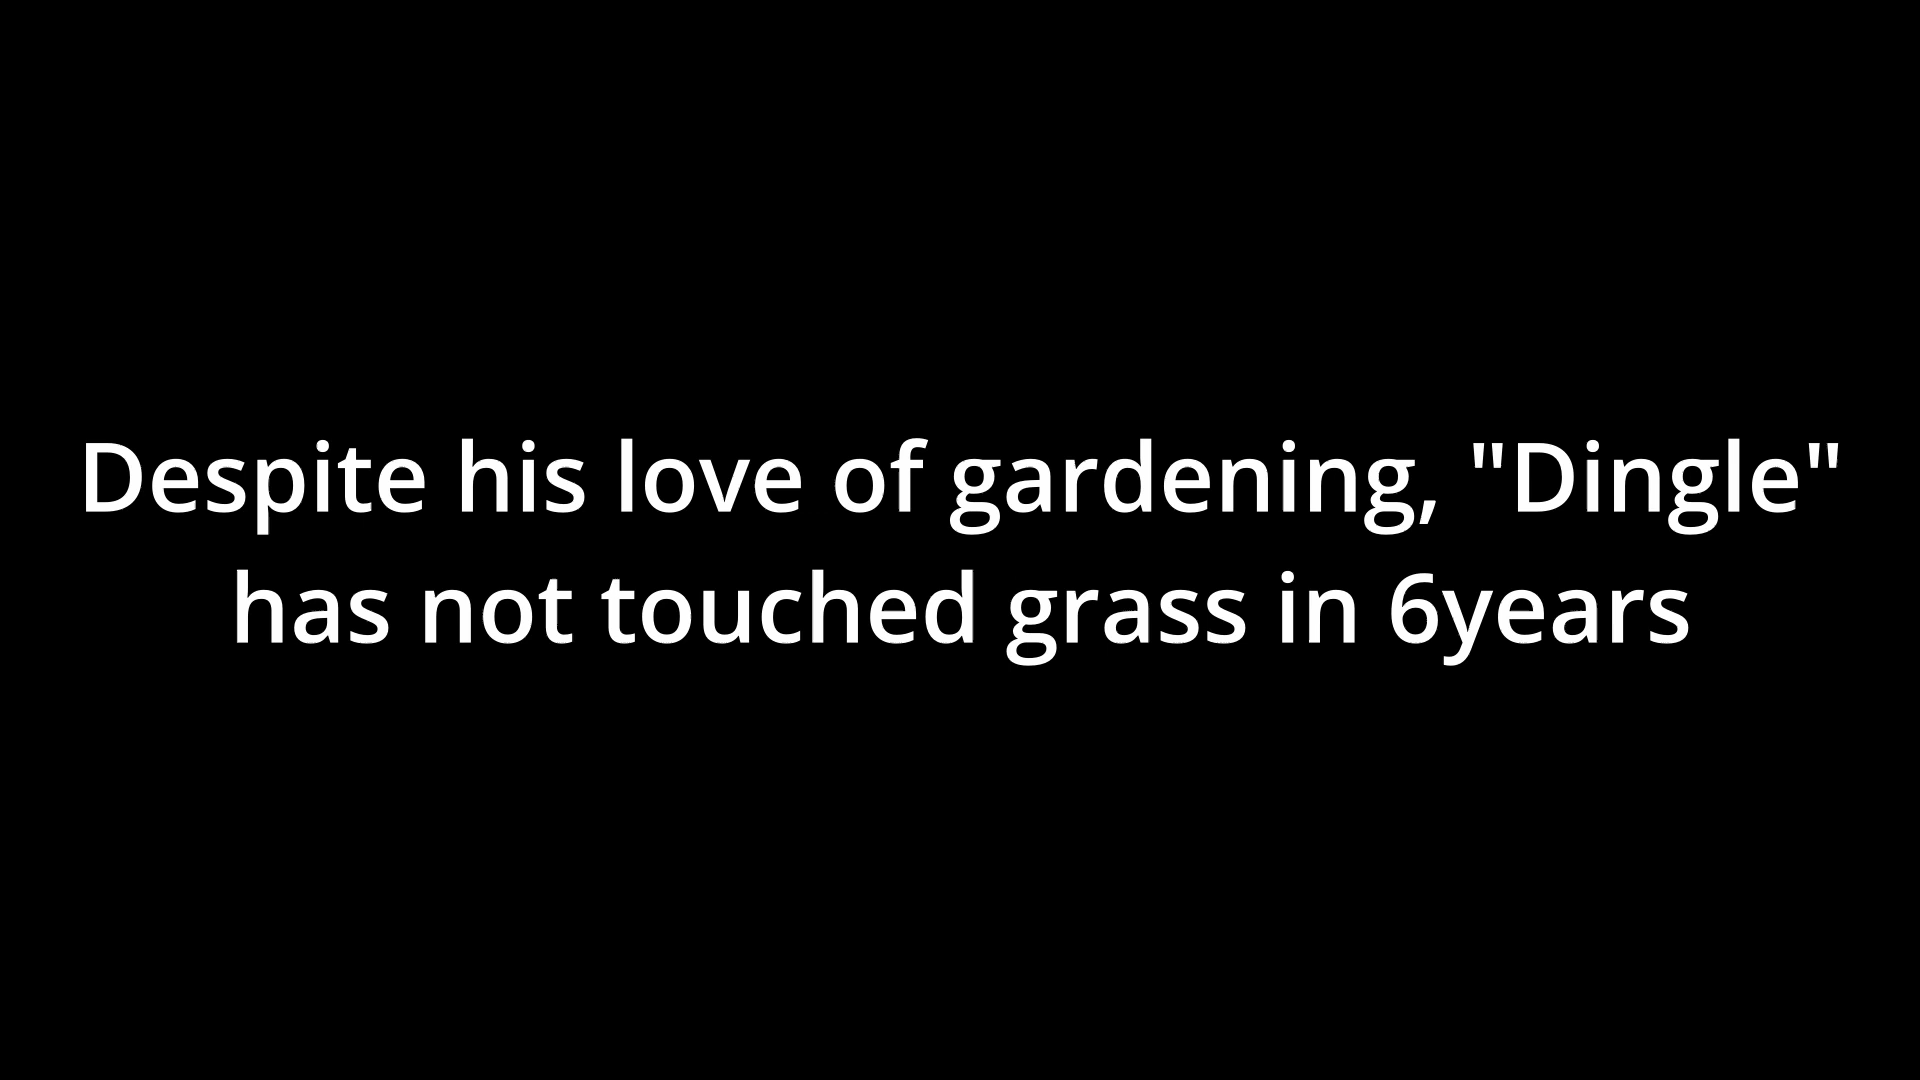 Despite his love of gardening, "Dingle"
has not touched grass in 6years